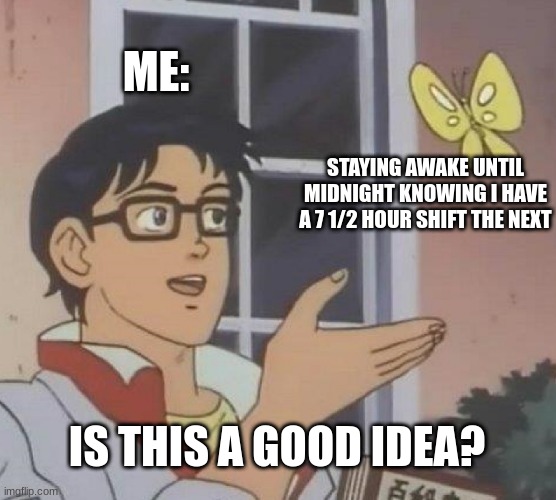 ME:
STAYING AWAKE UNTIL
MIDNIGHT KNOWING I HAVE
A 7 1/2 HOUR SHIFT THE NEXT
IS THIS A GOOD IDEA?
imgflip.com